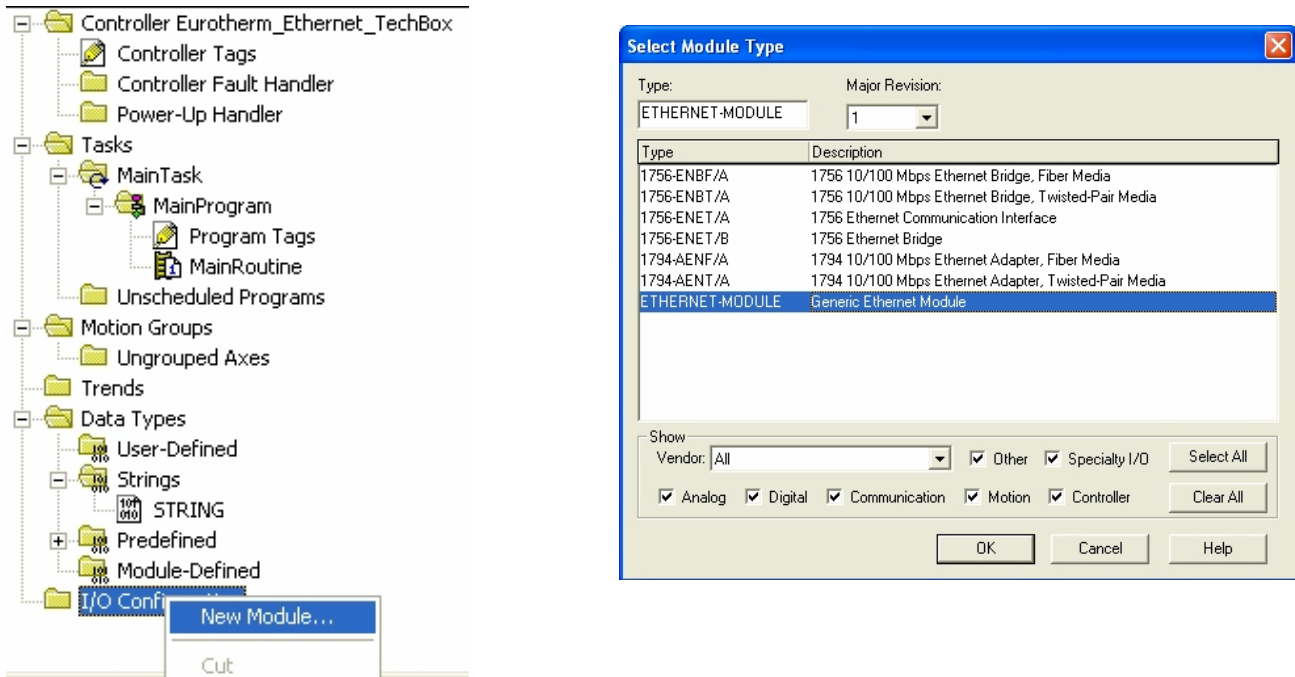 Controller Eurotherm_Ethernet_TechBox
Controller Tags
Controller Fault Handler
Power-Up Handler
Tasks
MainTask
MainProgram
Program Tags
MainRoutine
Unscheduled Programs
Motion Groups
Ungrouped Axes
Trends
Data Types
User-Defined
Strings
STRING
Predefined
Module-Defined
I/O Conf
New Module...
Cut
Select Module Type
Type: Major Revision:
ETHERNET-MODULE 1
Type Description
1756-ENBF/A 1756 10/100 Mbps Ethernet Bridge, Fiber Media
1756-ENBT/A 1756 10/100 Mbps Ethernet Bridge, Twisted-Pair Media
1756-ENET/A 1756 Ethernet Communication Interface
1756-ENET/B 1756 Ethernet Bridge
1794-AENF/A 1794 10/100 Mbps Ethernet Adapter, Fiber Media
1794-AENT/A 1794 10/100 Mbps Ethernet Adapter, Twisted-Pair Media
ETHERNET-MODULE Generic Ethernet Module
Show
Vendor: All Other Specialty I/O Select All
Analog Digital Communication Motion Controller Clear All
OK Cancel Help